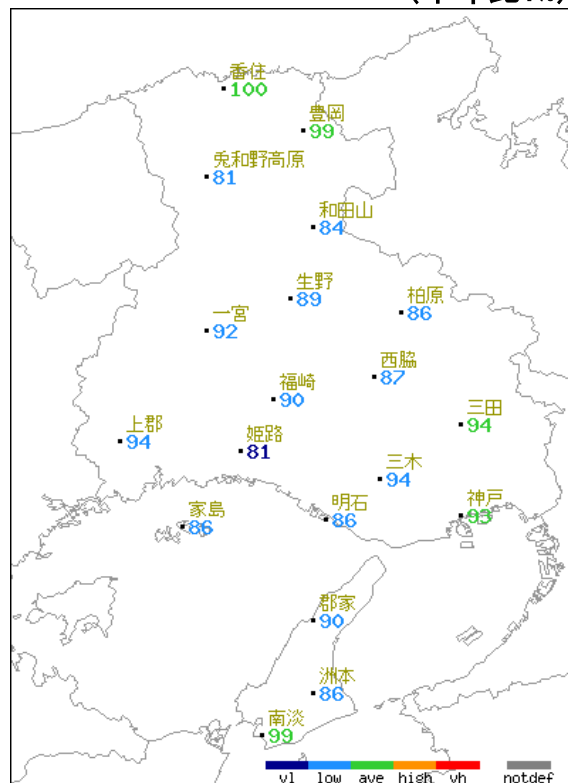 香住
100
豊岡
99
兎和野高原
81
和田山
84
生野
89
柏原
86
一宮
92
西脇
87
福崎
90
三田
94
上郡
94
姫路
81
三木
94
神戸
93
家島
86
明石
86
郡家
90
洲本
86
南淡
99
vl low ave high vh notdef